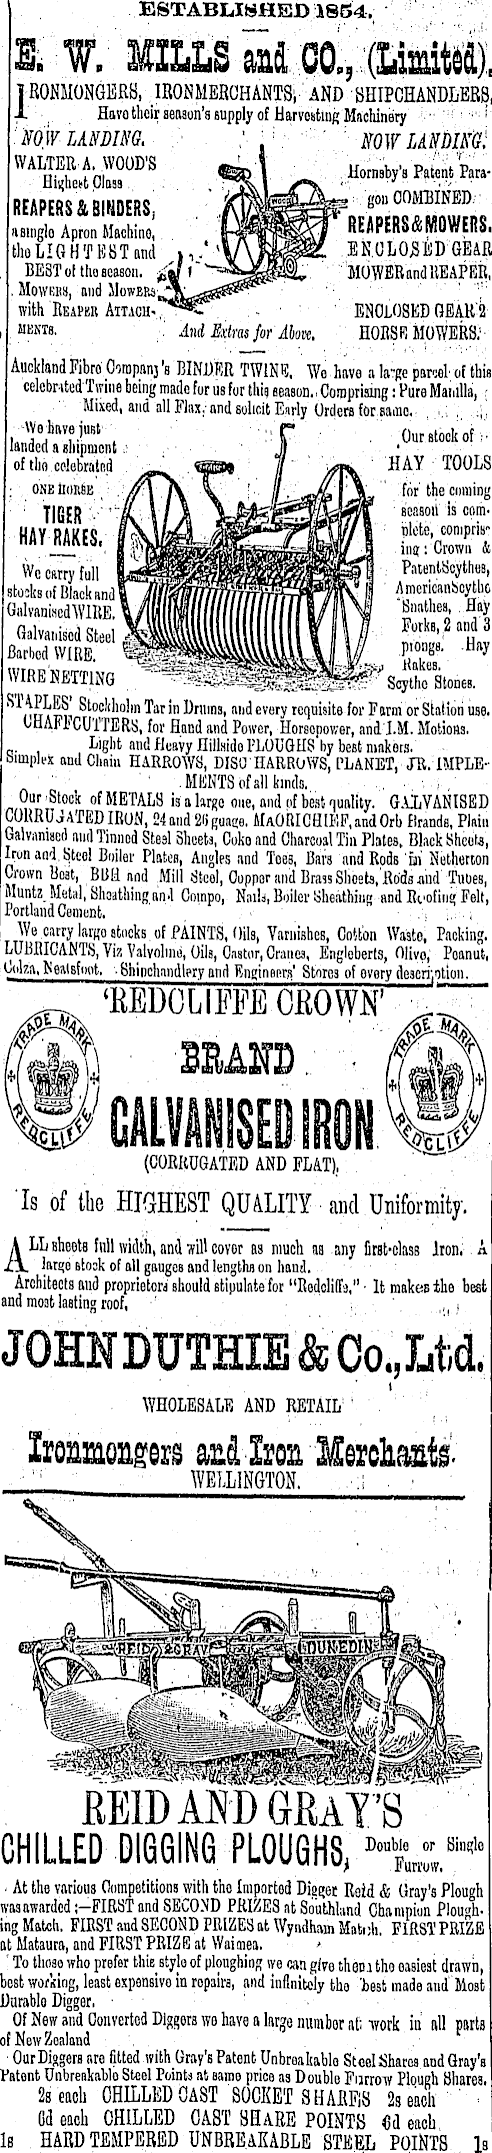 ESTABLISHED 1854.
E. W. MILLS and CO., (Limited).
IRONMONGERS, IRONMERCHANTS, AND SHIPCHANDLERS,
Have their season's supply of Harvesting Machinery
NOW LANDING.
WALTER A. WOOD'S
Highest Class
REAPERS & BINDERS,
a single Apron Machine,
the LIGHTEST and
BEST of the season.
MOWERS, and MOWERS
with REAPER ATTACH-
MENTS.
NOW LANDING.
Hornsby's Patent Para-
gon COMBINED
REAPERS & MOWERS.
ENCLOSED GEAR
MOWER and REAPER,
ENCLOSED GEAR 2
HORSE MOWERS.
And Extras for Above.
Auckland Fibre Company's BINDER TWINE. We have a large parcel of this
celebrated Twine being made for us for this season. Comprising: Pure Manilla,
Mixed, and all Flax, and solicit Early Orders for same.
We have just
landed a shipment
of the celebrated
ONE HORSE
TIGER
HAY RAKES.
We carry full
stocks of Black and
Galvanised WIRE.
Galvanised Steel
Barbed WIRE.
WIRE NETTING
Our stock of
HAY TOOLS
for the coming
season is com-
plete, compris-
ing: Crown &
Patent Scythes,
American Scythe
Snathes, Hay
Forks, 2 and 3
prongs. Hay
Rakes.
Scythe Stones.
STAPLES' Stockholm Tar in Drums, and every requisite for Farm or Station use.
CHAFFCUTTERS, for Hand and Power, Horsepower, and I.M. Motions.
Light and Heavy Hillside PLOUGHS by best makers.
Simplex and Chain HARROWS, DISC HARROWS, PLANET, JR. IMPLE-
MENTS of all kinds.
Our Stock of METALS is a large one, and of best quality. GALVANISED
CORRUGATED IRON, 24 and 26 guage. MAORICHIEF, and Orb Brands, Plain
Galvanised and Tinned Steel Sheets, Coke and Charcoal Tin Plates, Black Sheets,
Iron and Steel Boiler Plates, Angles and Tees, Bars and Rods in Netherton
Crown Best, BBH and Mill Steel, Copper and Brass Sheets, Rods and Tubes,
Muntz Metal, Sheathing and Compo, Nails, Boiler Sheathing and Roofing Felt,
Portland Cement.
We carry large stocks of PAINTS, Oils, Varnishes, Cotton Waste, Packing.
LUBRICANTS, Viz Valvoline, Oils, Castor, Cranes, Engleberts, Olive, Peanut,
Colza, Neatsfoot. Shipchandlery and Engineers' Stores of every description.
'REDCLIFFE CROWN'
BRAND
TRADE MARK
REDCLIFFE
TRADE MARK
REDCLIFFE
GALVANISED IRON
(CORRUGATED AND FLAT),
Is of the HIGHEST QUALITY and Uniformity.
ALL sheets full width, and will cover as much as any first-class Iron. A
large stock of all gauges and lengths on hand.
Architects and proprietors should stipulate for "Redcliffe." It makes the best
and most lasting roof,
JOHN DUTHIE & Co., Ltd.
WHOLESALE AND RETAIL
Ironmongers and Iron Merchants.
WELLINGTON.
REID & GRAY DUNEDIN
REID AND GRAY'S
CHILLED DIGGING PLOUGHS, Double or Single
Furrow.
At the various Competitions with the Imported Digger Reid & Gray's Plough
was awarded :—FIRST and SECOND PRIZES at Southland Champion Plough-
ing Match. FIRST and SECOND PRIZES at Wyndham Match. FIRST PRIZE
at Mataura, and FIRST PRIZE at Waimea.
To those who prefer this style of ploughing we can give them the easiest drawn,
best working, least expensive in repairs, and infinitely the best made and Most
Durable Digger.
Of New and Converted Diggers we have a large number at work in all parts
of New Zealand
Our Diggers are fitted with Gray's Patent Unbreakable Steel Shares and Gray's
Patent Unbreakable Steel Points at same price as Double Furrow Plough Shares.
2s each CHILLED CAST SOCKET SHARES 2s each
6d each CHILLED CAST SHARE POINTS 6d each
1s HARD TEMPERED UNBREAKABLE STEEL POINTS 1s